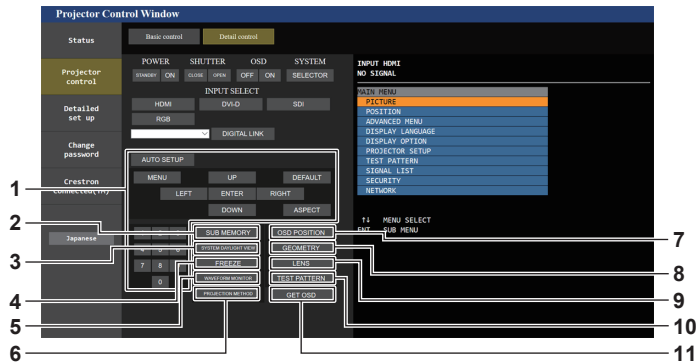 Projector Control Window
Status
Basic control
Detail control
POWER
SHUTTER
OSD
SYSTEM
STANDBY
ON
CLOSE
OPEN
OFF
ON
SELECTOR
Projector
control
INPUT SELECT
HDMI
DVI-D
SDI
RGB
DIGITAL LINK
Detailed
set up
Change
password
Crestron
Connected(TM)
Japanese
AUTO SETUP
MENU
UP
DEFAULT
LEFT
ENTER
RIGHT
DOWN
ASPECT
SUB MEMORY
OSD POSITION
SYSTEM DAYLIGHT VIEW
GEOMETRY
7
8
FREEZE
LENS
WAVEFORM MONITOR
TEST PATTERN
0
PROJECTION METHOD
GET OSD
INPUT HDMI
NO SIGNAL
MAIN MENU
PICTURE
POSITION
ADVANCED MENU
DISPLAY LANGUAGE
DISPLAY OPTION
PROJECTOR SETUP
TEST PATTERN
SIGNAL LIST
SECURITY
NETWORK
↑↓ MENU SELECT
ENT SUB MENU
1
2
3
4
5
6
7
8
9
10
11